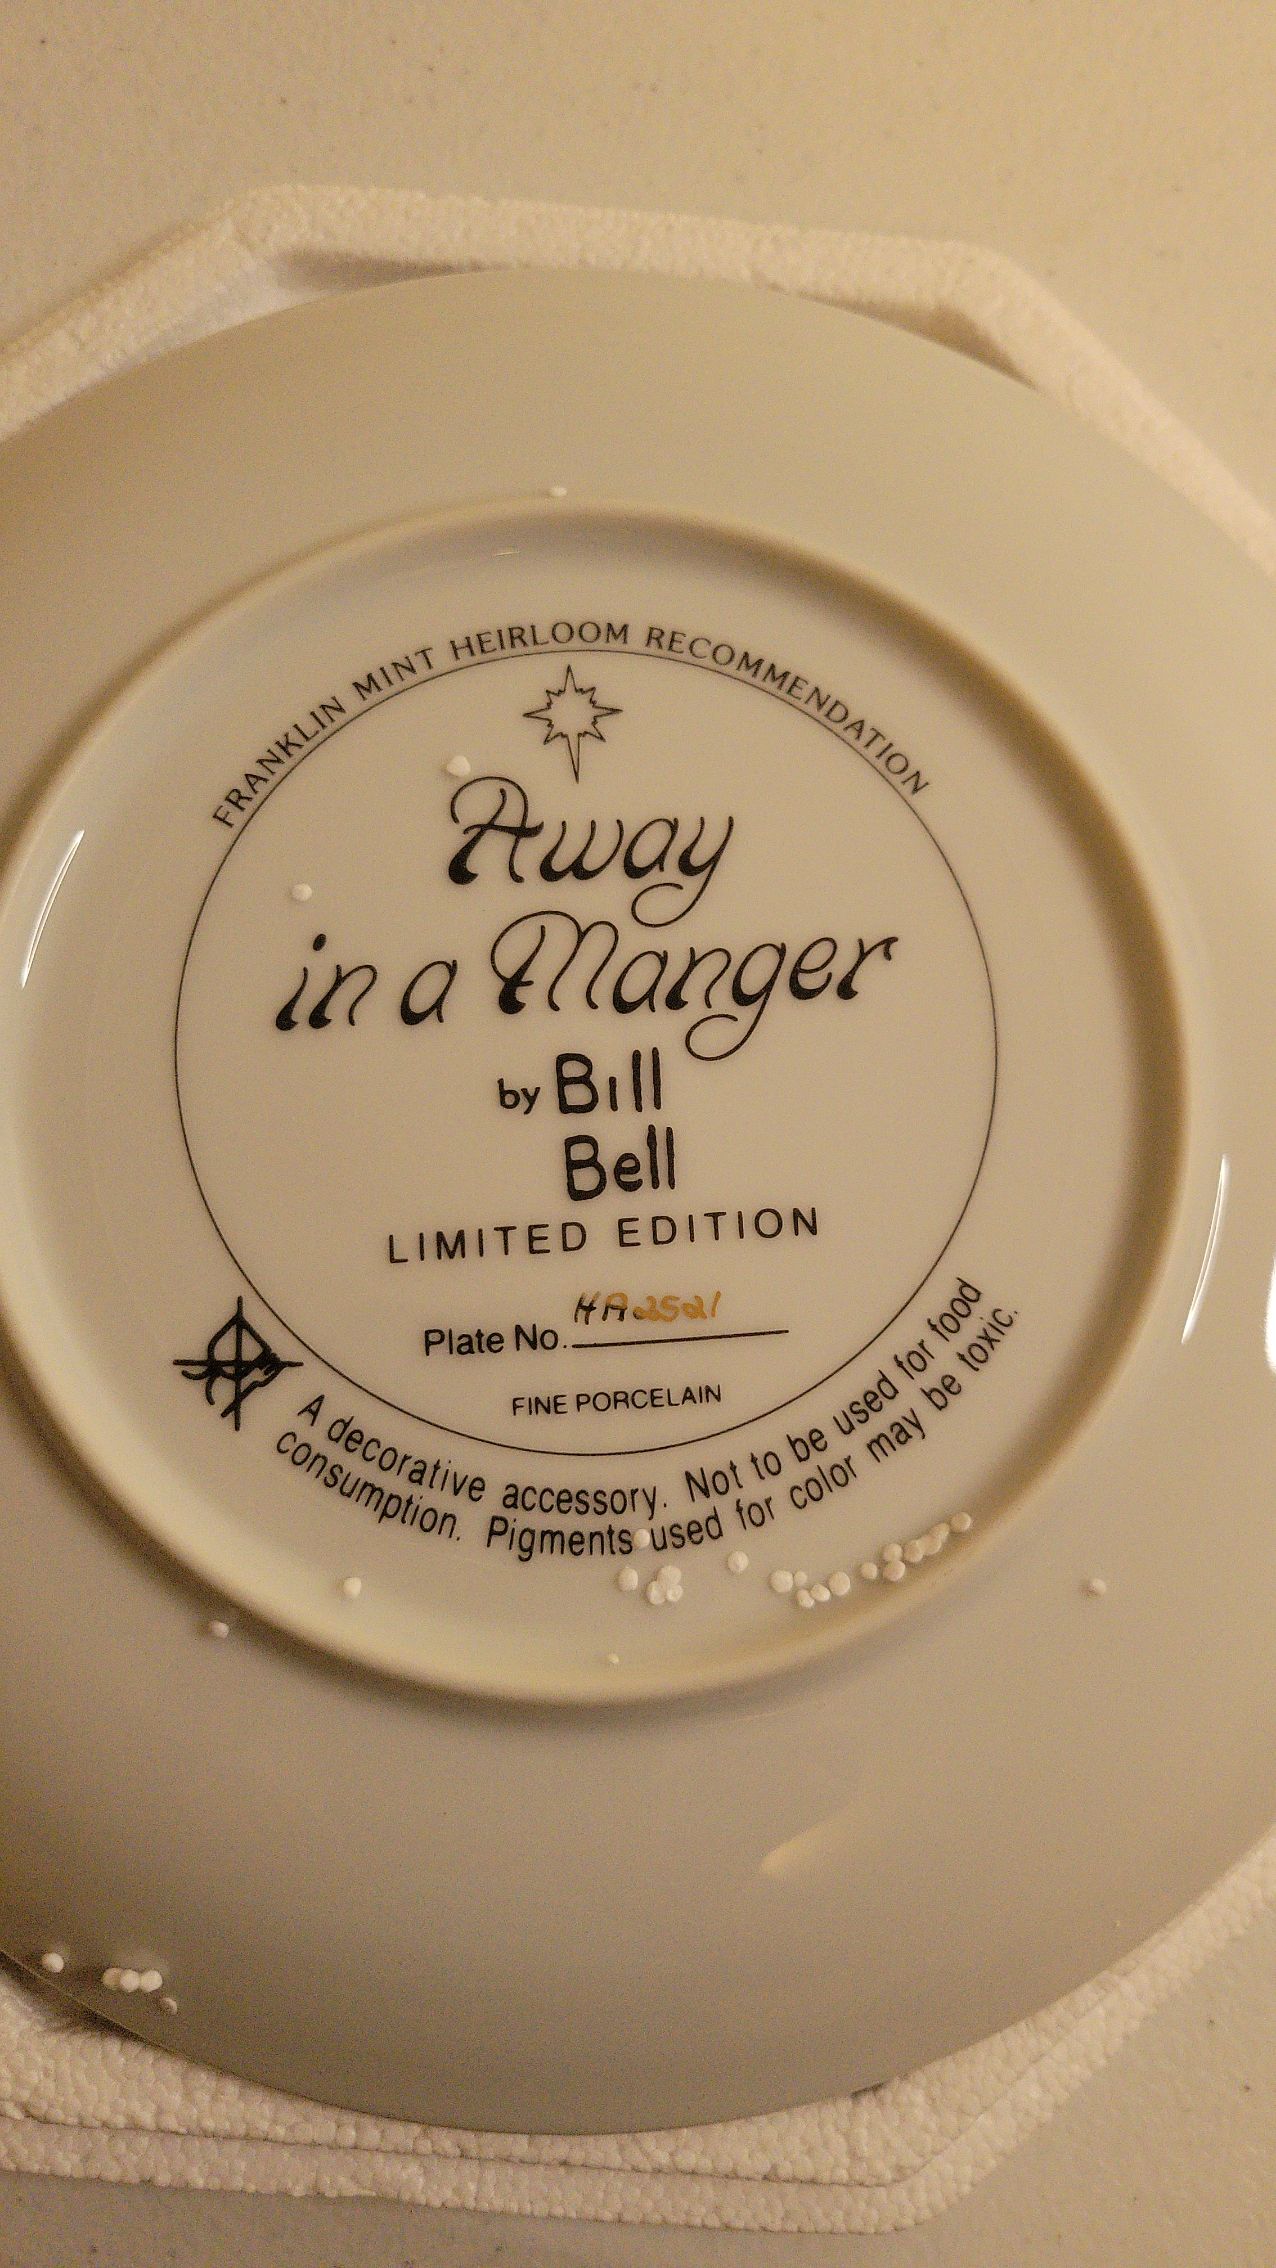 FRANKLIN MINT HEIRLOOM RECOMMENDATION
Away
in a Manger
by Bill
Bell
LIMITED EDITION
Plate No. HA2521
FINE PORCELAIN
A decorative accessory. Not to be used for food
consumption. Pigments used for color may be toxic.